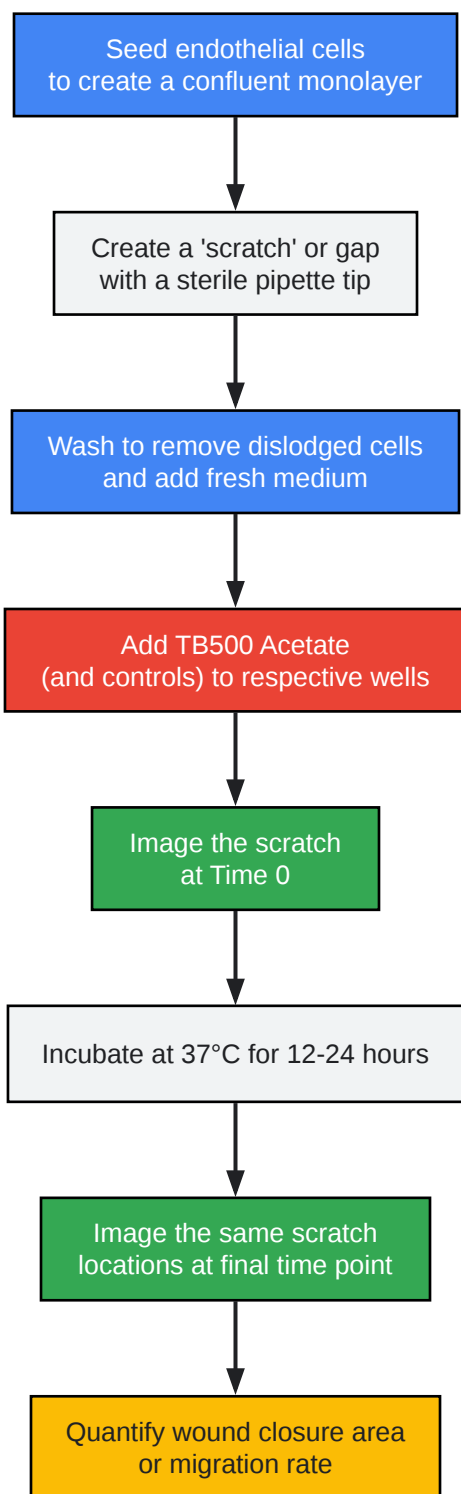 Seed endothelial cells
to create a confluent monolayer
Create a 'scratch' or gap
with a sterile pipette tip
Wash to remove dislodged cells
and add fresh medium
Add TB500 Acetate
(and controls) to respective wells
Image the scratch
at Time 0
Incubate at 37°C for 12-24 hours
Image the same scratch
locations at final time point
Quantify wound closure area
or migration rate